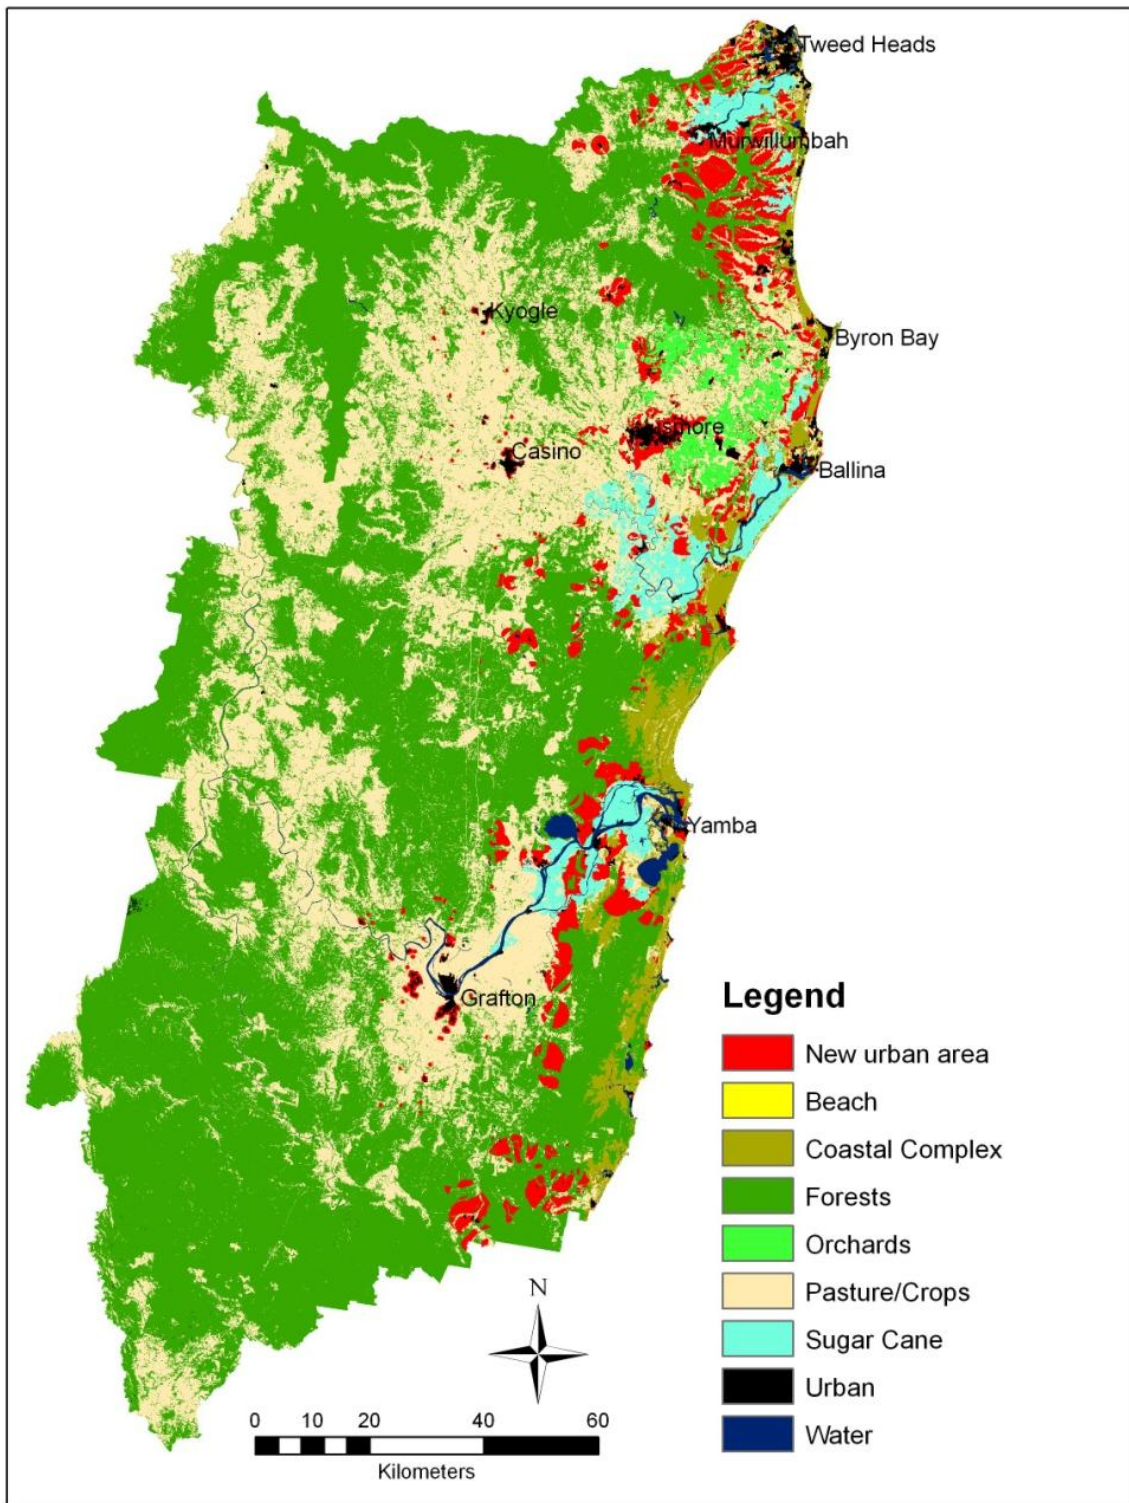 Tweed Heads
Murwillumbah
Kyogle
Byron Bay
Lismore
Casino
Ballina
Yamba
Grafton
Legend
New urban area
Beach
Coastal Complex
Forests
Orchards
Pasture/Crops
Sugar Cane
Urban
Water
N
0 10 20 40 60
Kilometers